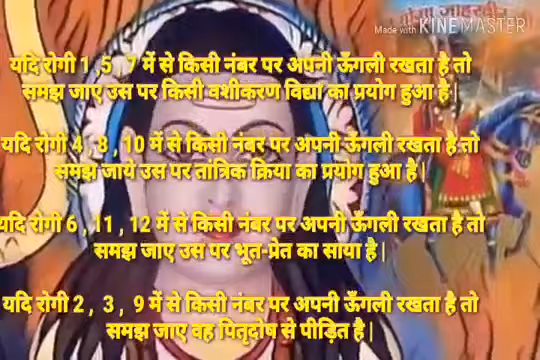 Made with KINEMASTER
यदि रोगी 1 ,5 ,7 में से किसी नंबर पर अपनी ऊँगली रखता है तो
समझ जाए उस पर किसी वशीकरण विद्या का प्रयोग हुआ है |
यदि रोगी 4 , 8 , 10 में से किसी नंबर पर अपनी ऊँगली रखता है तो
समझ जाये उस पर तांत्रिक क्रिया का प्रयोग हुआ है |
यदि रोगी 6 , 11 , 12 में से किसी नंबर पर अपनी ऊँगली रखता है तो
समझ जाए उस पर भूत-प्रेत का साया है |
यदि रोगी 2 , 3 , 9 में से किसी नंबर पर अपनी ऊँगली रखता है तो
समझ जाए वह पितृदोष से पीड़ित है |